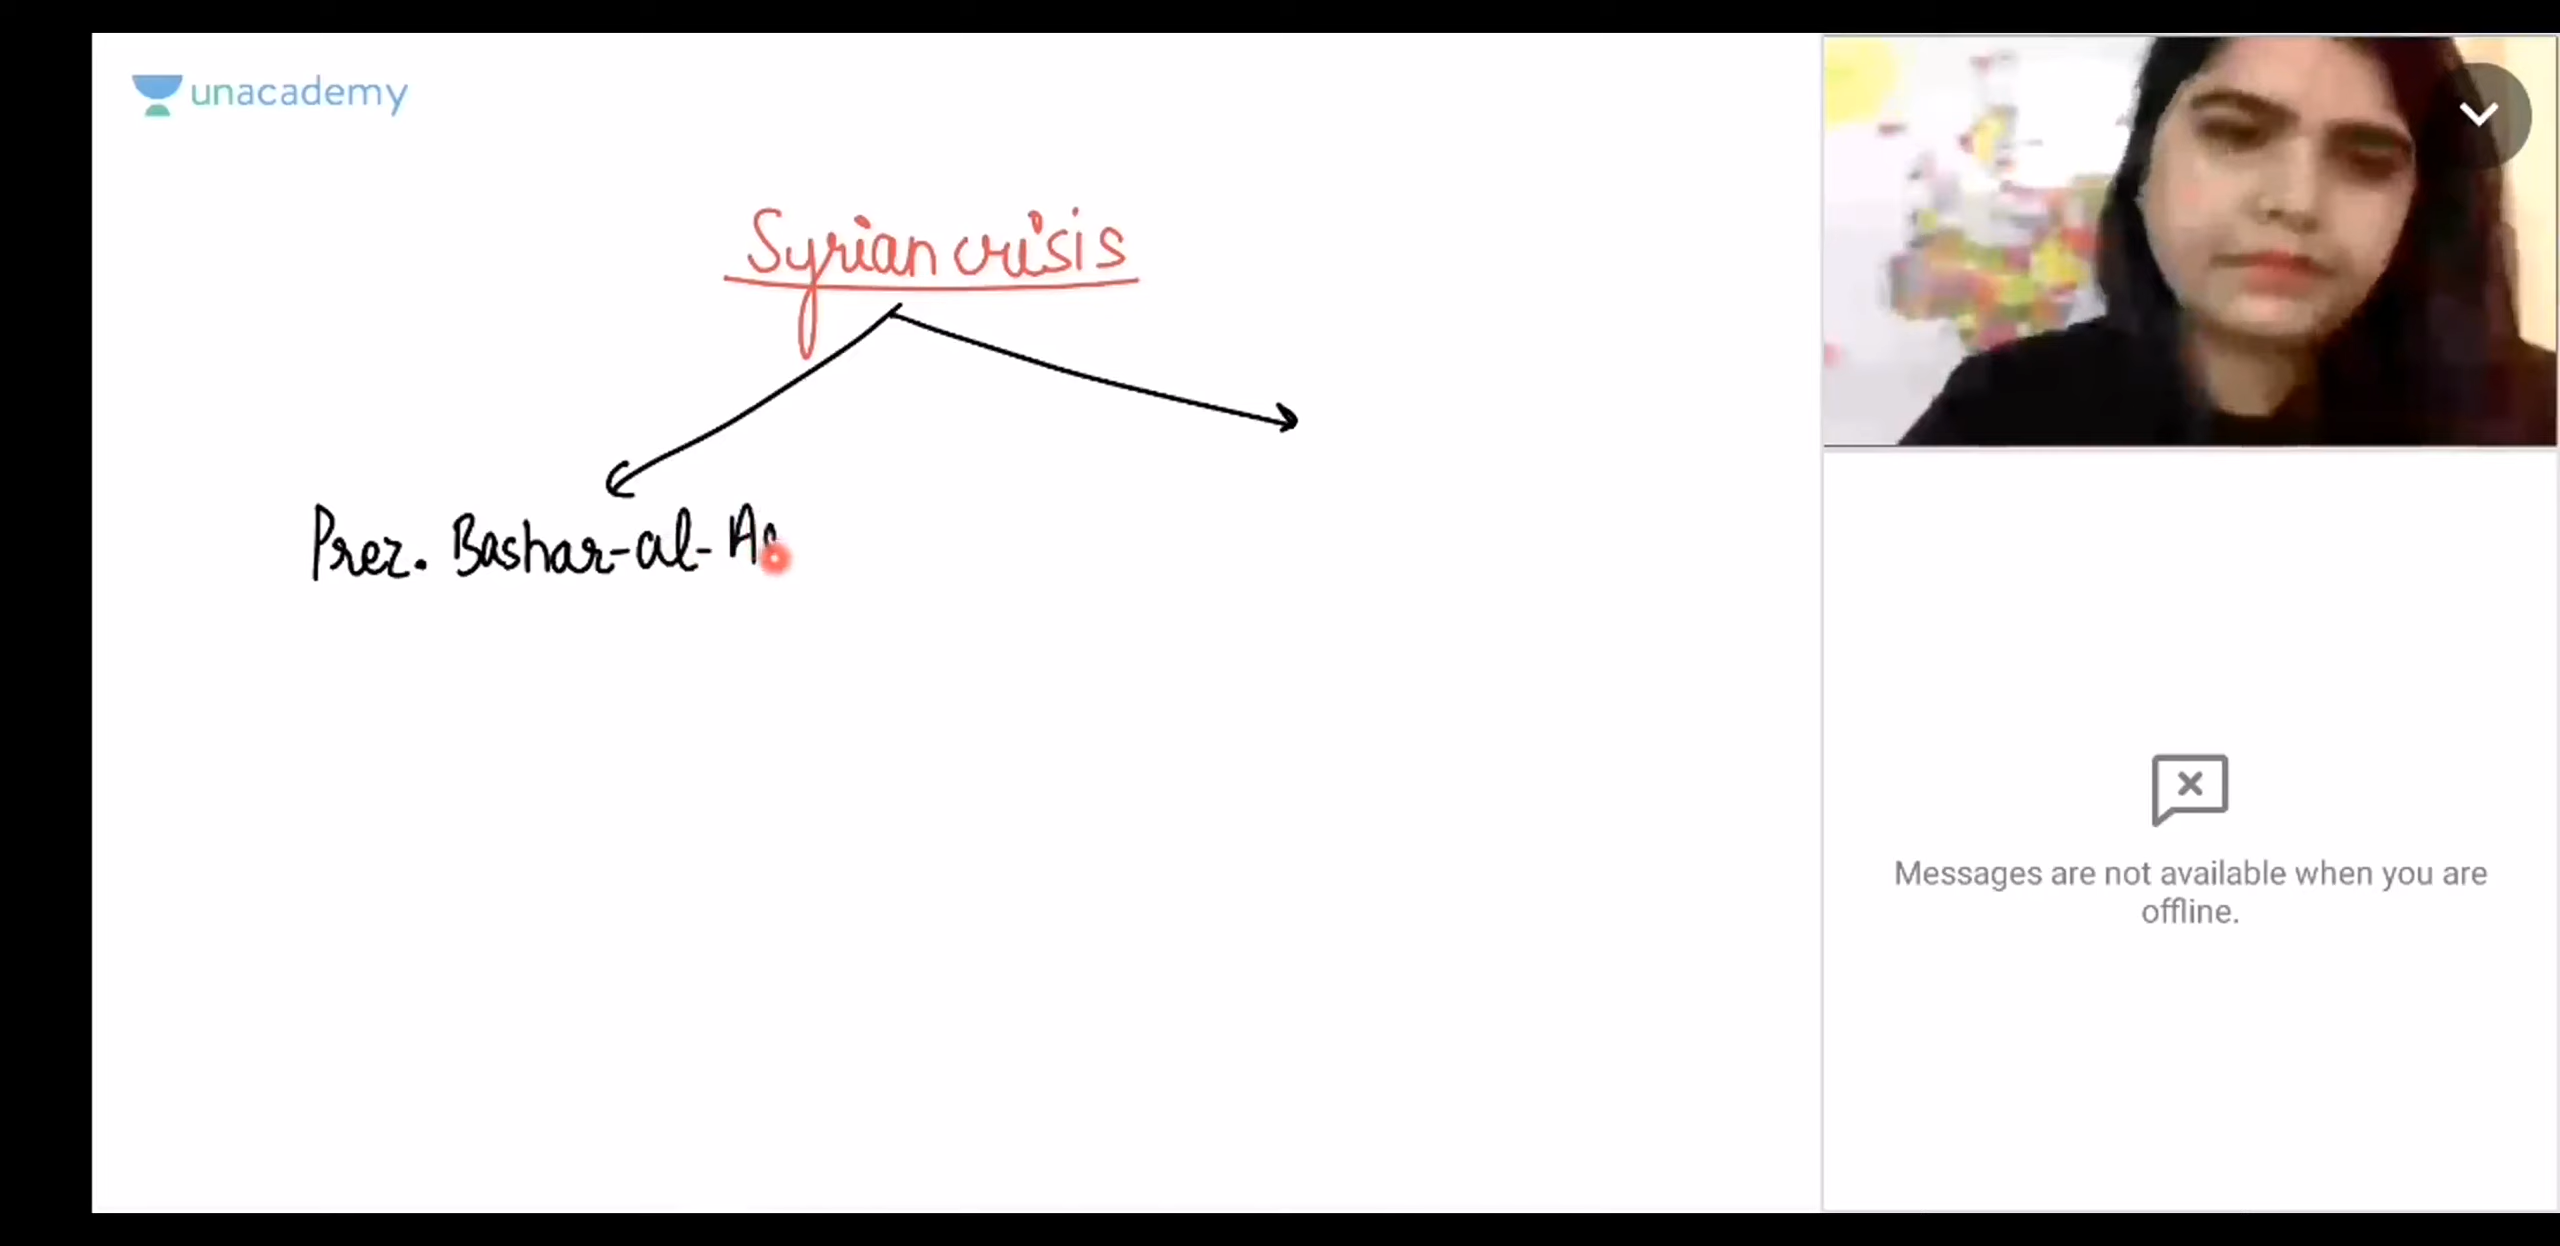 unacademy
Syrian crisis
Prez. Bashar-al-As
Messages are not available when you are
offline.